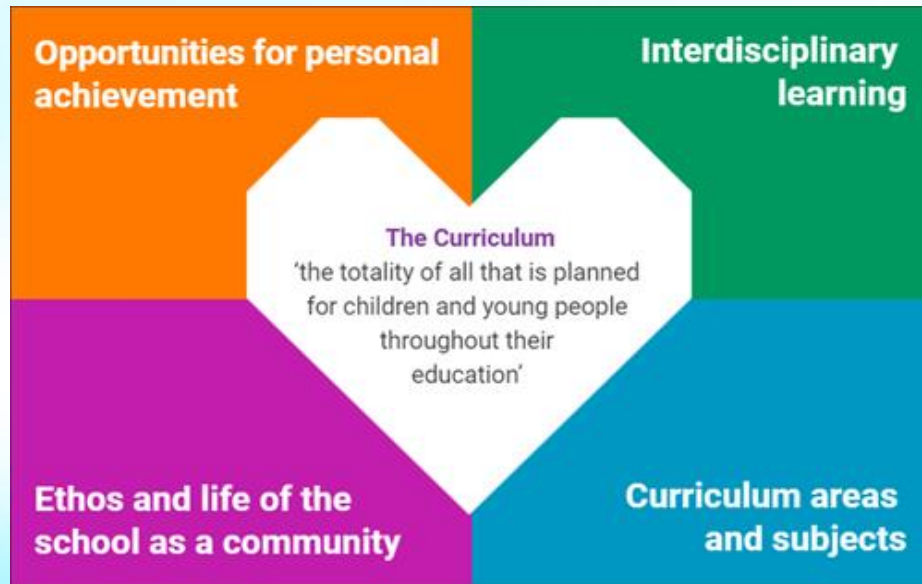 Opportunities for personal
achievement
Interdisciplinary
learning
The Curriculum
‘the totality of all that is planned
for children and young people
throughout their
education’
Ethos and life of the
school as a community
Curriculum areas
and subjects